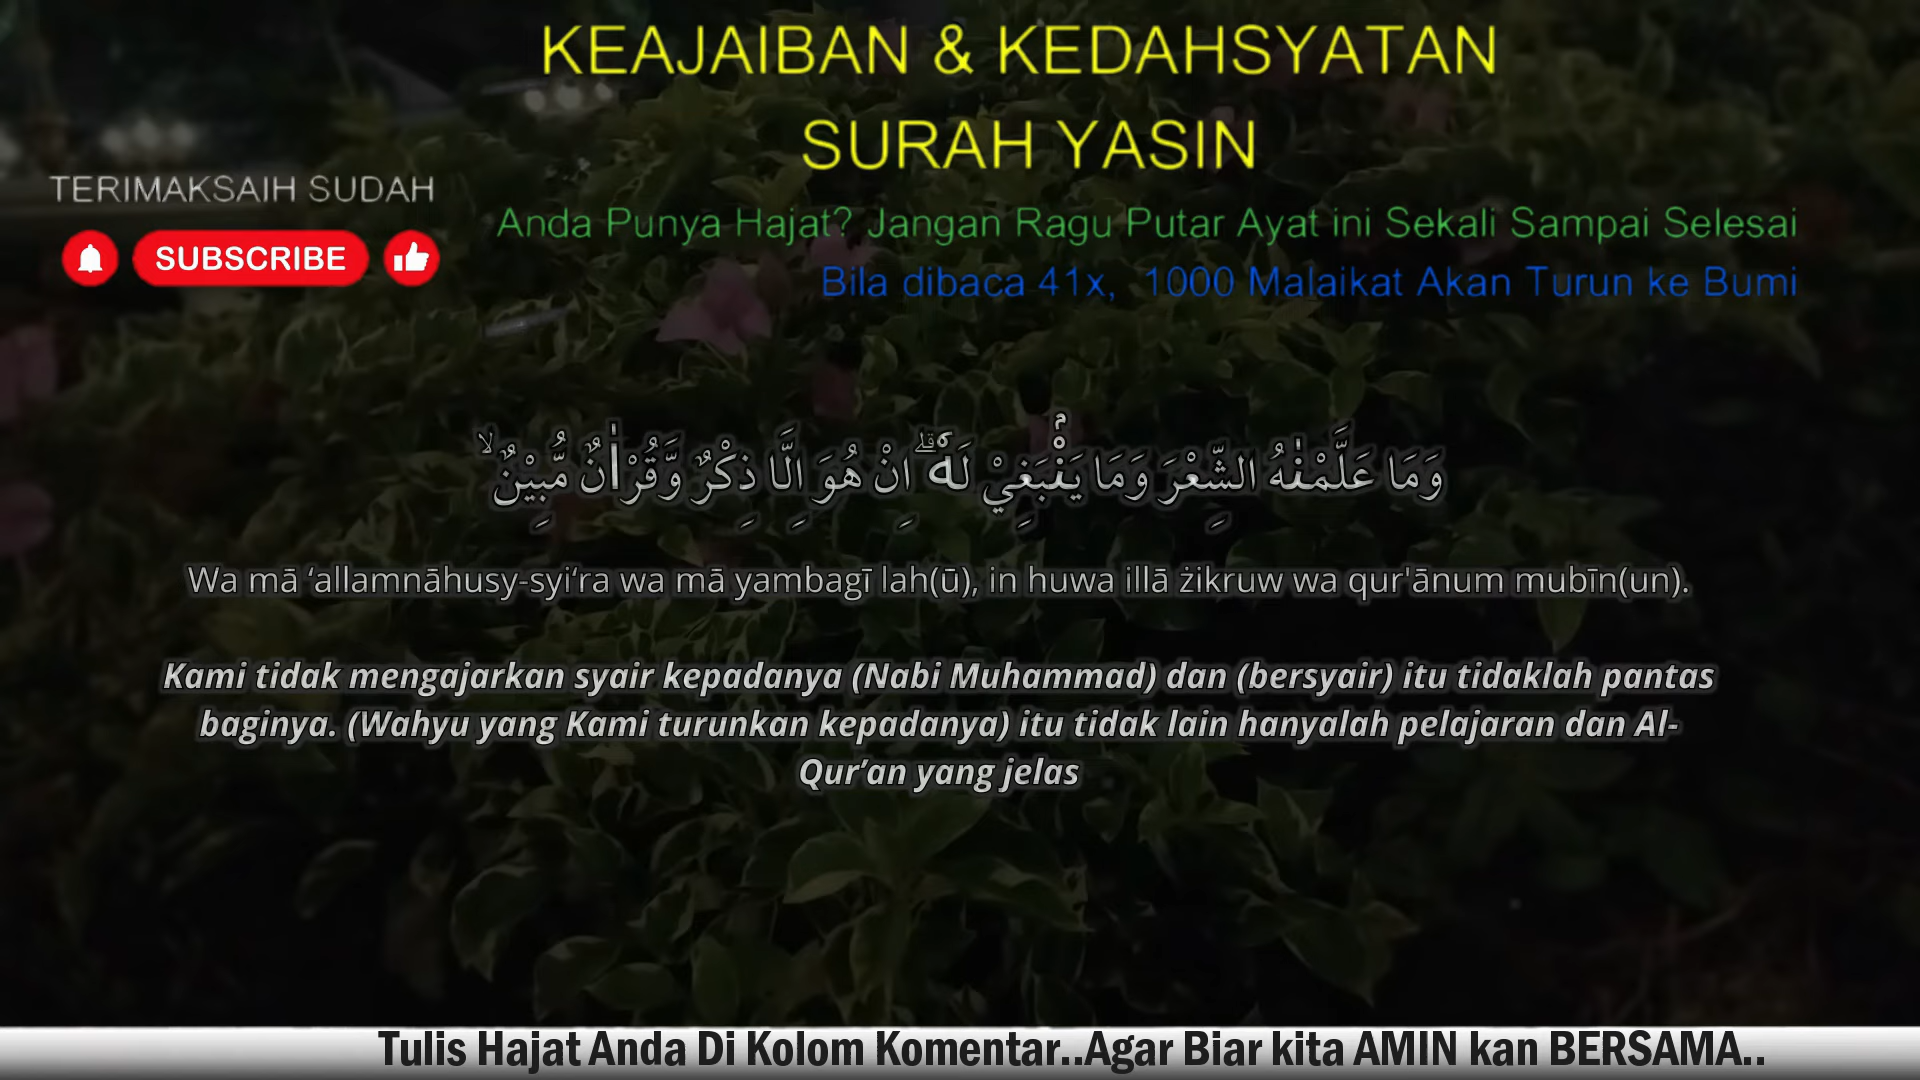 KEAJAIBAN & KEDAHSYATAN
SURAH YASIN
TERIMAKSAIH SUDAH
SUBSCRIBE
Anda Punya Hajat? Jangan Ragu Putar Ayat ini Sekali Sampai Selesai
Bila dibaca 41x, 1000 Malaikat Akan Turun ke Bumi
وَمَا عَلَّمْنٰهُ الشِّعْرَ وَمَا يَنْۢبَغِيْ لَهٗ ۗاِنْ هُوَ اِلَّا ذِكْرٌ وَّقُرْاٰنٌ مُّبِيْنٌ ۙ
Wa mā ‘allamnāhusy-syi‘ra wa mā yambagī lah(ū), in huwa illā żikruw wa qur'ānum mubīn(un).
Kami tidak mengajarkan syair kepadanya (Nabi Muhammad) dan (bersyair) itu tidaklah pantas
baginya. (Wahyu yang Kami turunkan kepadanya) itu tidak lain hanyalah pelajaran dan Al-
Qur’an yang jelas
Tulis Hajat Anda Di Kolom Komentar..Agar Biar kita AMIN kan BERSAMA..